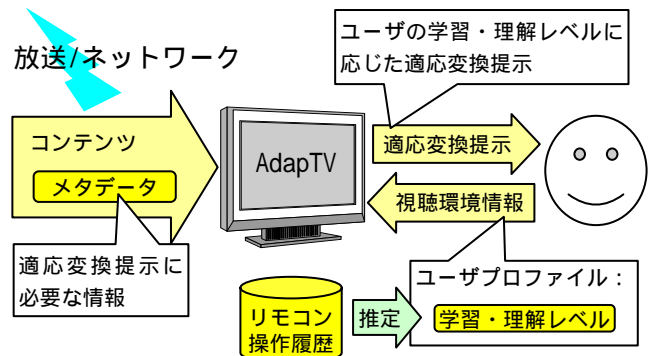 放送/ネットワーク
ユーザの学習・理解レベルに
応じた適応変換提示
コンテンツ
メタデータ
AdapTV
適応変換提示
視聴環境情報
適応変換提示に
必要な情報
リモコン
操作履歴
推定
ユーザプロファイル：
学習・理解レベル